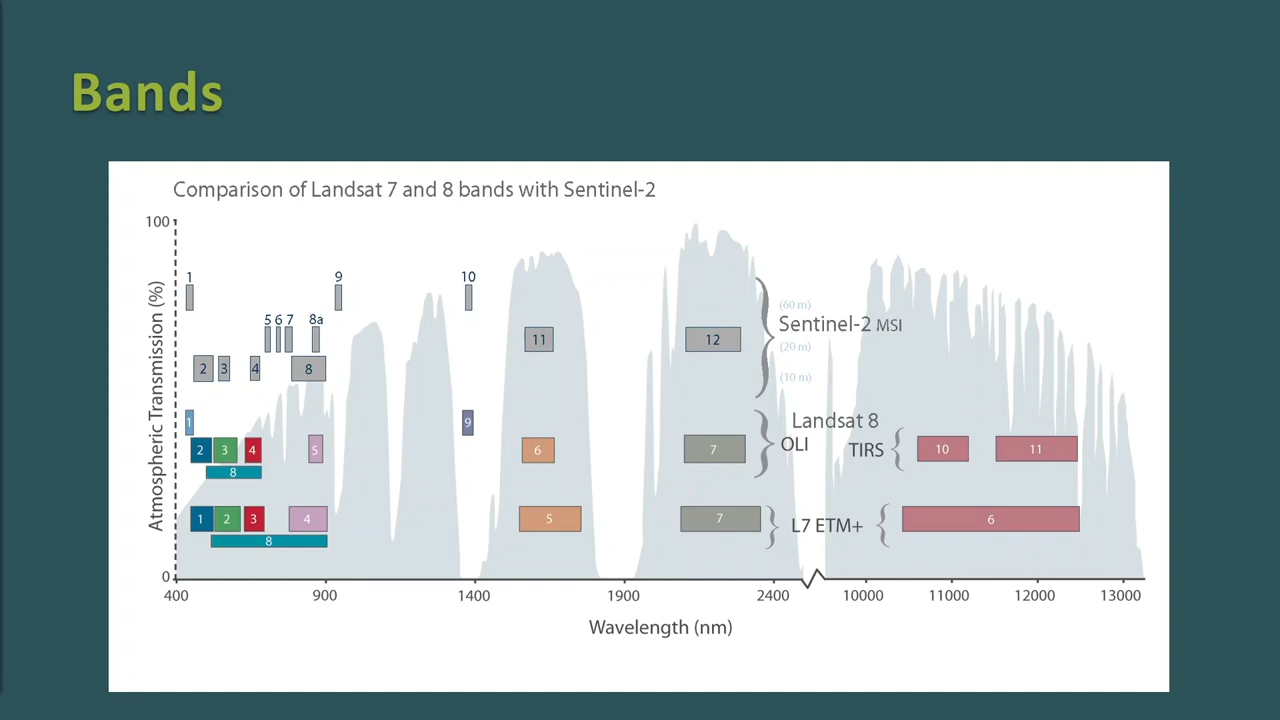 Bands
Comparison of Landsat 7 and 8 bands with Sentinel-2
100
Atmospheric Transmission (%)
0
1 9 10
5 6 7 8a
2 3 4 8
11 12
(60 m)
Sentinel-2 MSI
(20 m)
(10 m)
1 9
2 3 4 5 6 7
8
Landsat 8
OLI
TIRS
10 11
1 2 3 4 5 7
8
L7 ETM+
6
400 900 1400 1900 2400 10000 11000 12000 13000
Wavelength (nm)